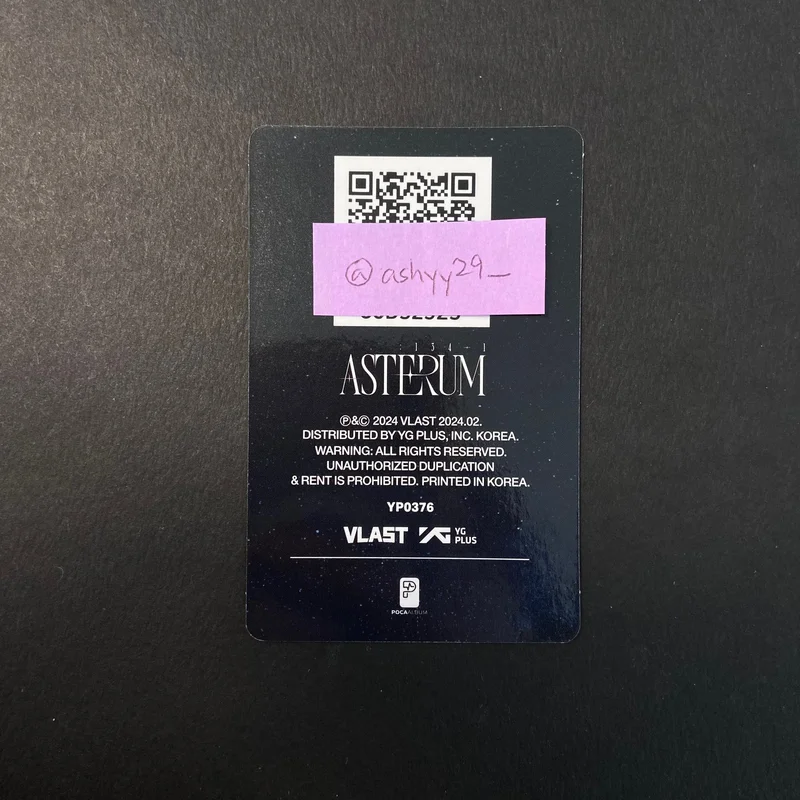 @ashyy29_
: 134-1
ASTERUM
℗&© 2024 VLAST 2024.02.
DISTRIBUTED BY YG PLUS, INC. KOREA.
WARNING: ALL RIGHTS RESERVED.
UNAUTHORIZED DUPLICATION
& RENT IS PROHIBITED. PRINTED IN KOREA.
YP0376
VLAST YG YG
PLUS
POCAALBUM